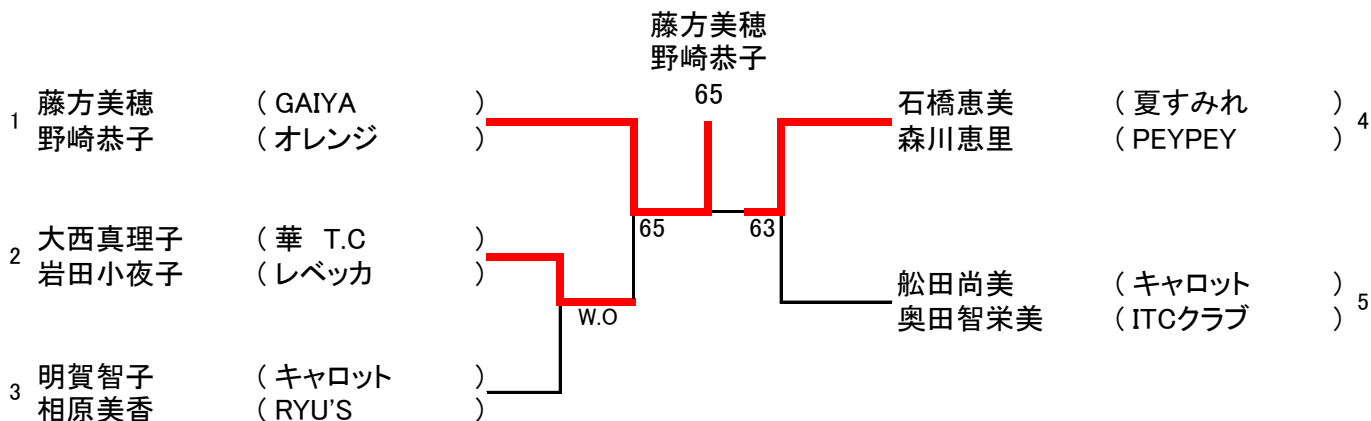 藤方美穂
野崎恭子
65
1 藤方美穂 ( GAIYA )
野崎恭子 ( オレンジ )
石橋恵美 ( 夏すみれ ) 4
森川恵里 ( PEYPEY )
65
63
2 大西真理子 ( 華 T.C )
岩田小夜子 ( レベッカ )
W.O
舩田尚美 ( キャロット ) 5
奥田智栄美 ( ITCクラブ )
3 明賀智子 ( キャロット )
相原美香 ( RYU'S )